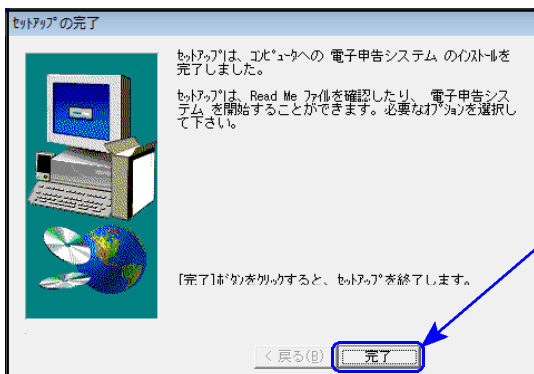 ｾｯﾄｱｯﾌﾟの完了
ｾｯﾄｱｯﾌﾟは、ｺﾝﾋﾟｭｰﾀへの 電子申告システム のｲﾝｽﾄｰﾙを
完了しました。
ｾｯﾄｱｯﾌﾟは、Read Me ﾌｧｲﾙを確認したり、 電子申告シス
テム を開始することができます。必要なｵﾌﾟｼｮﾝを選択し
て下さい。
[完了]ﾎﾞﾀﾝをｸﾘｯｸすると、ｾｯﾄｱｯﾌﾟを終了します。
< 戻る(B)
完了